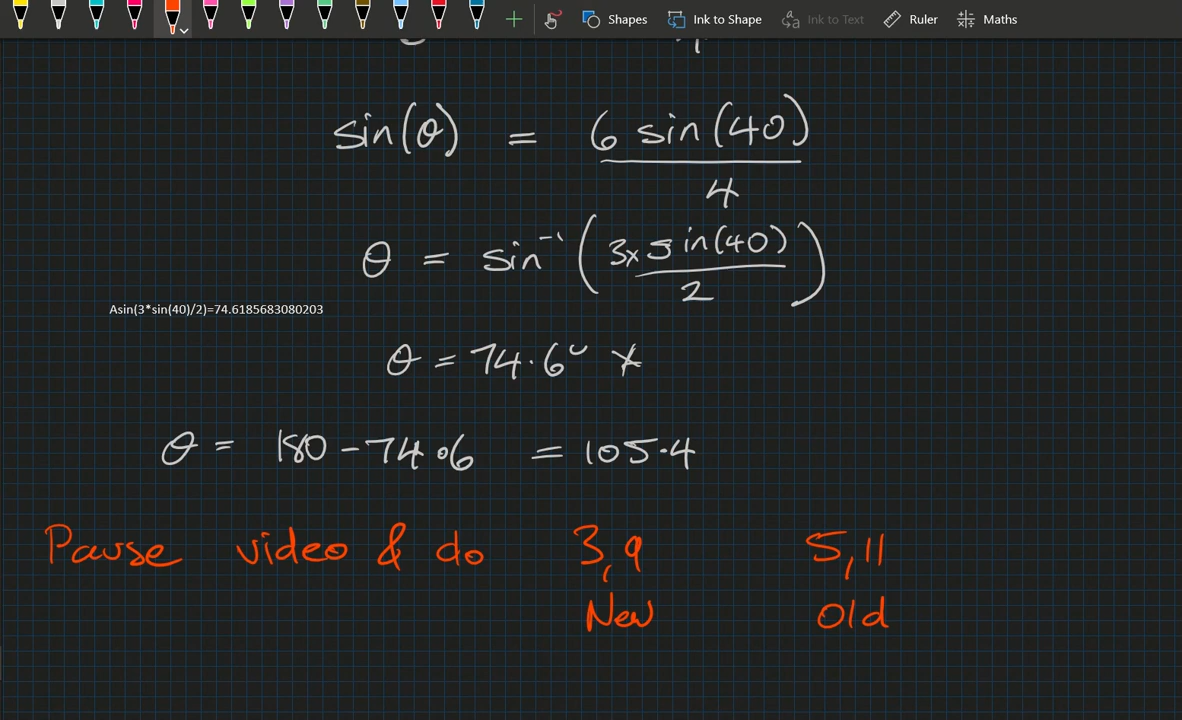 Shapes Ink to Shape Ink to Text Ruler Maths
sin(θ) = 6 sin(40)
4
θ = sin⁻¹ ( 3x sin(40) )
2
Asin(3*sin(40)/2)=74.6185683080203
θ = 74.6° *
θ = 180 - 74.6 = 105.4
Pause video & do 3,9 5,11
New Old